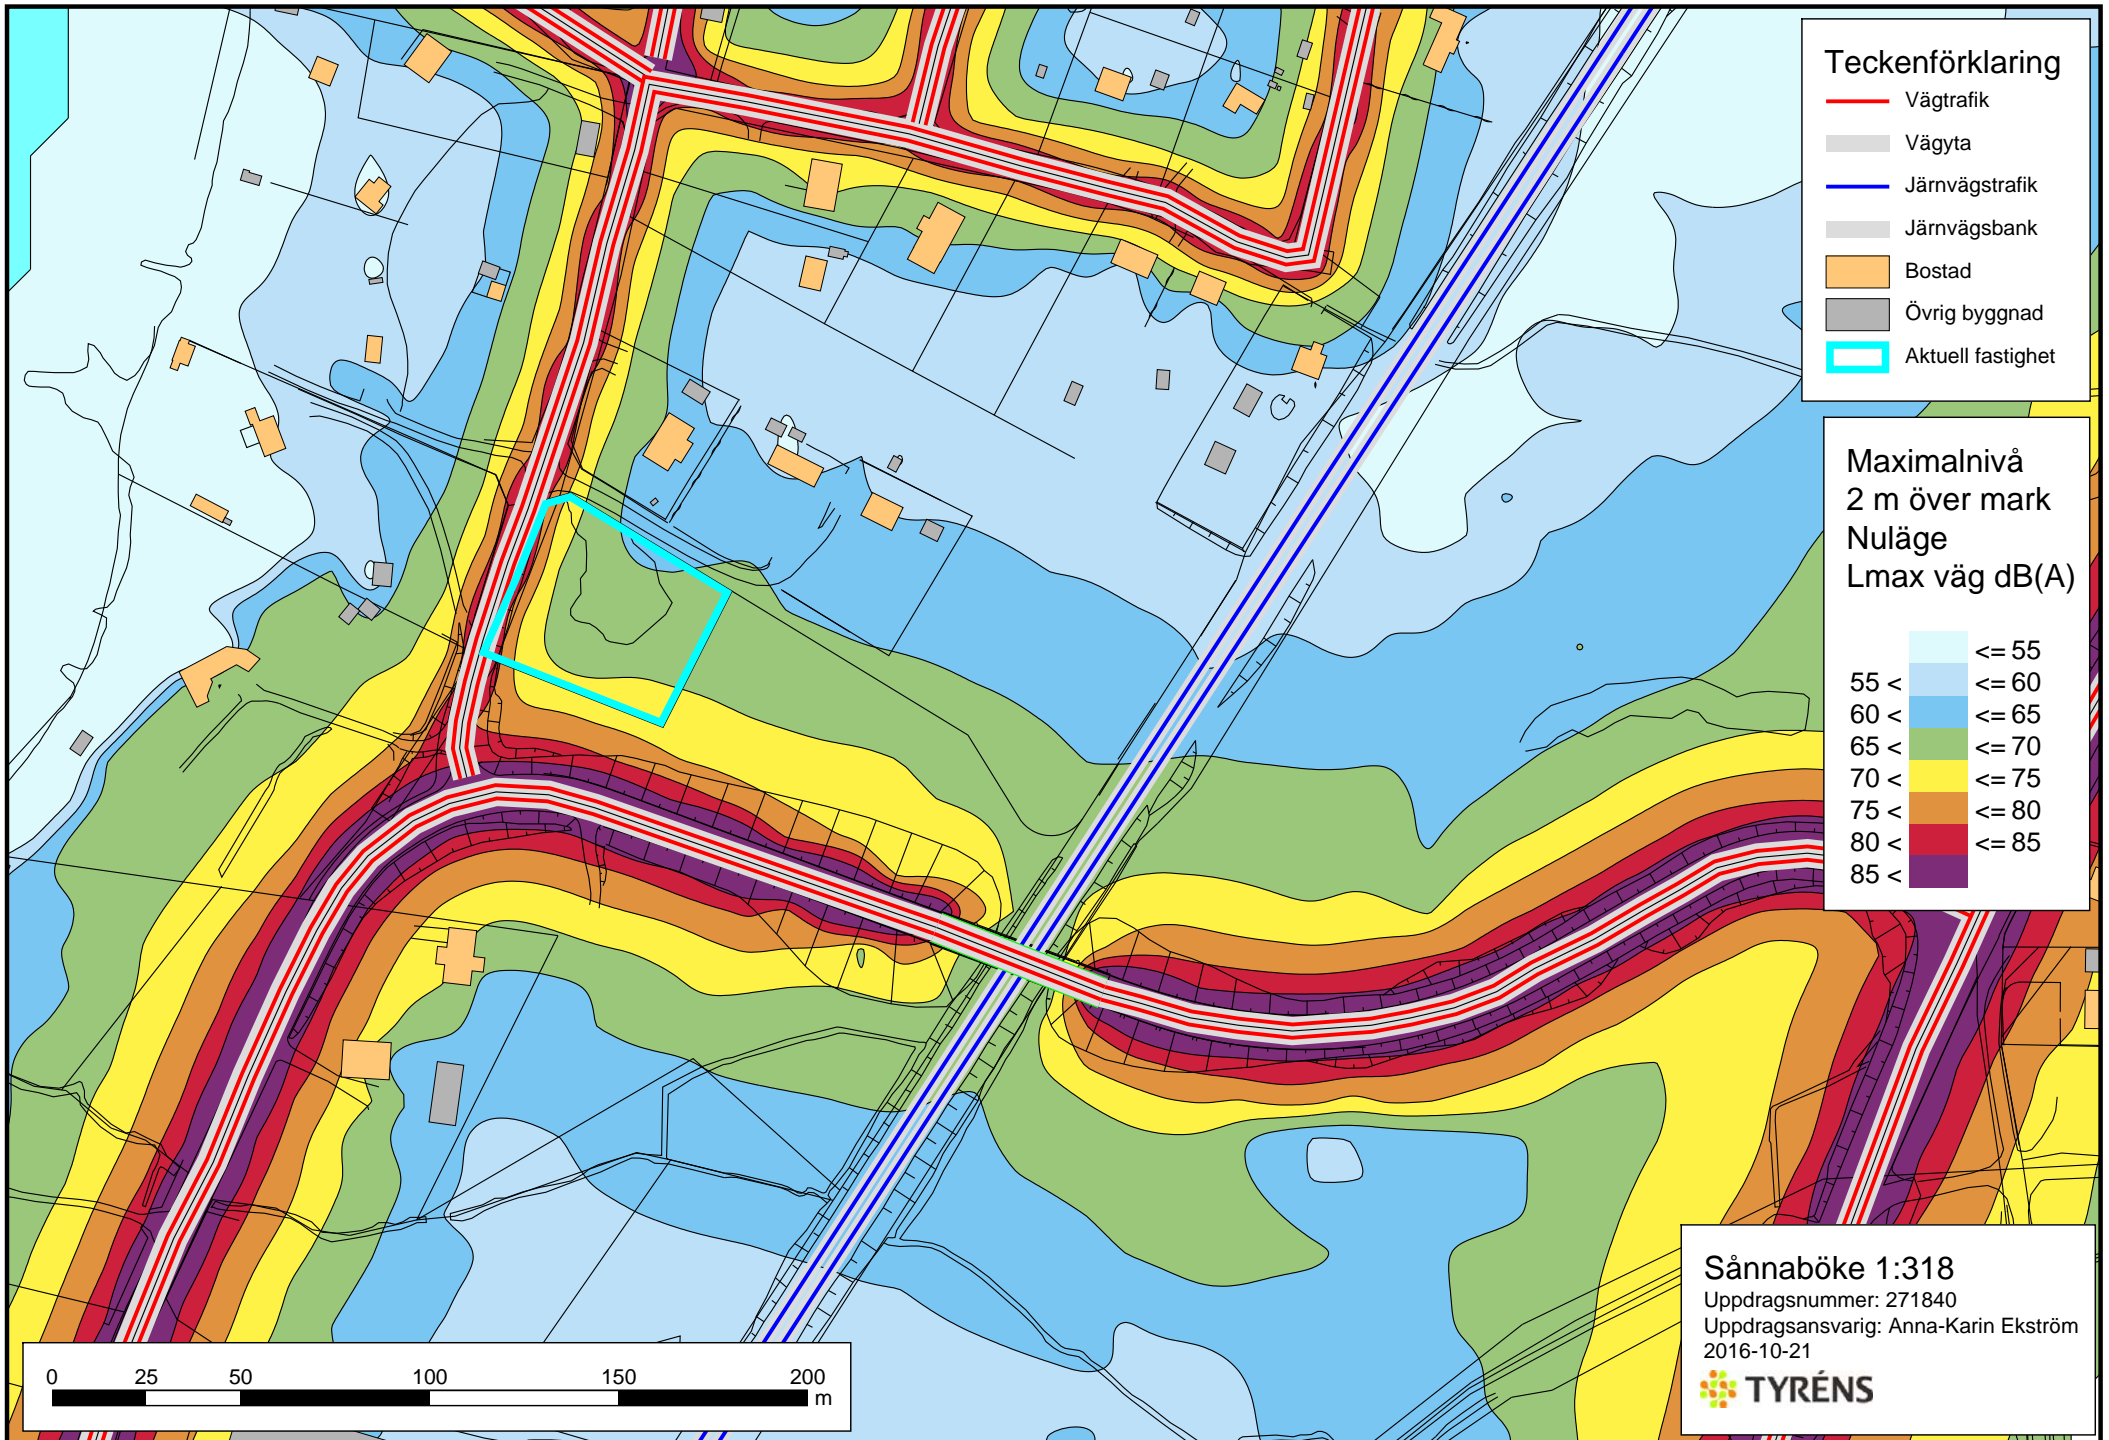 Teckenförklaring
Vägtrafik
Vägyta
Järnvägstrafik
Järnvägsbank
Bostad
Övrig byggnad
Aktuell fastighet
Maximalnivå
2 m över mark
Nuläge
Lmax väg dB(A)
<= 55
55 < <= 60
60 < <= 65
65 < <= 70
70 < <= 75
75 < <= 80
80 < <= 85
85 <
Sånnaböke 1:318
Uppdragsnummer: 271840
Uppdragsansvarig: Anna-Karin Ekström
2016-10-21
TYRÉNS
0 25 50 100 150 200
m